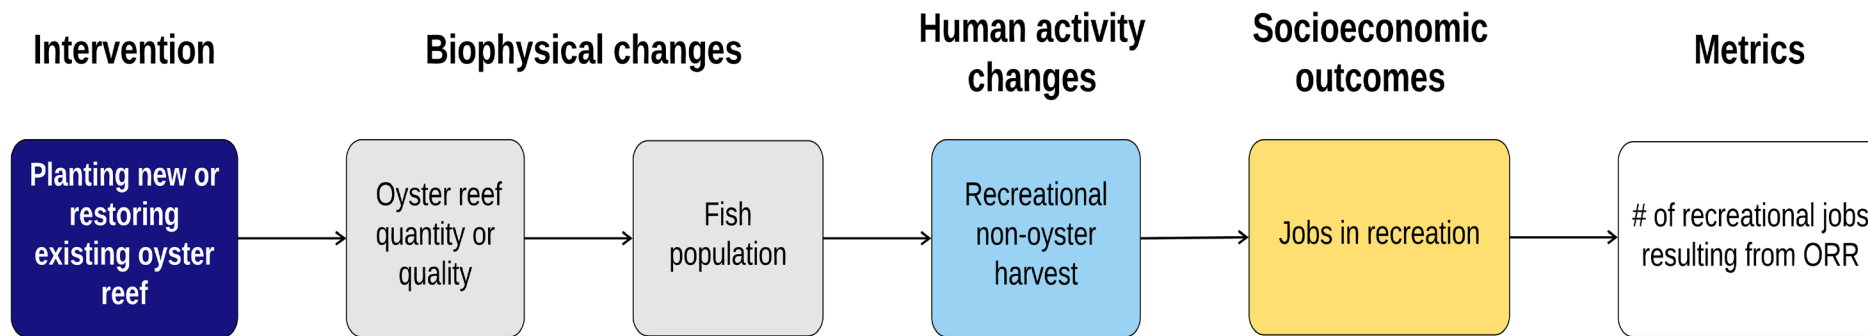 Intervention
Biophysical changes
Human activity
changes
Socioeconomic
outcomes
Metrics
Planting new or
restoring
existing oyster
reef
Oyster reef
quantity or
quality
Fish
population
Recreational
non-oyster
harvest
Jobs in recreation
# of recreational jobs
resulting from ORR